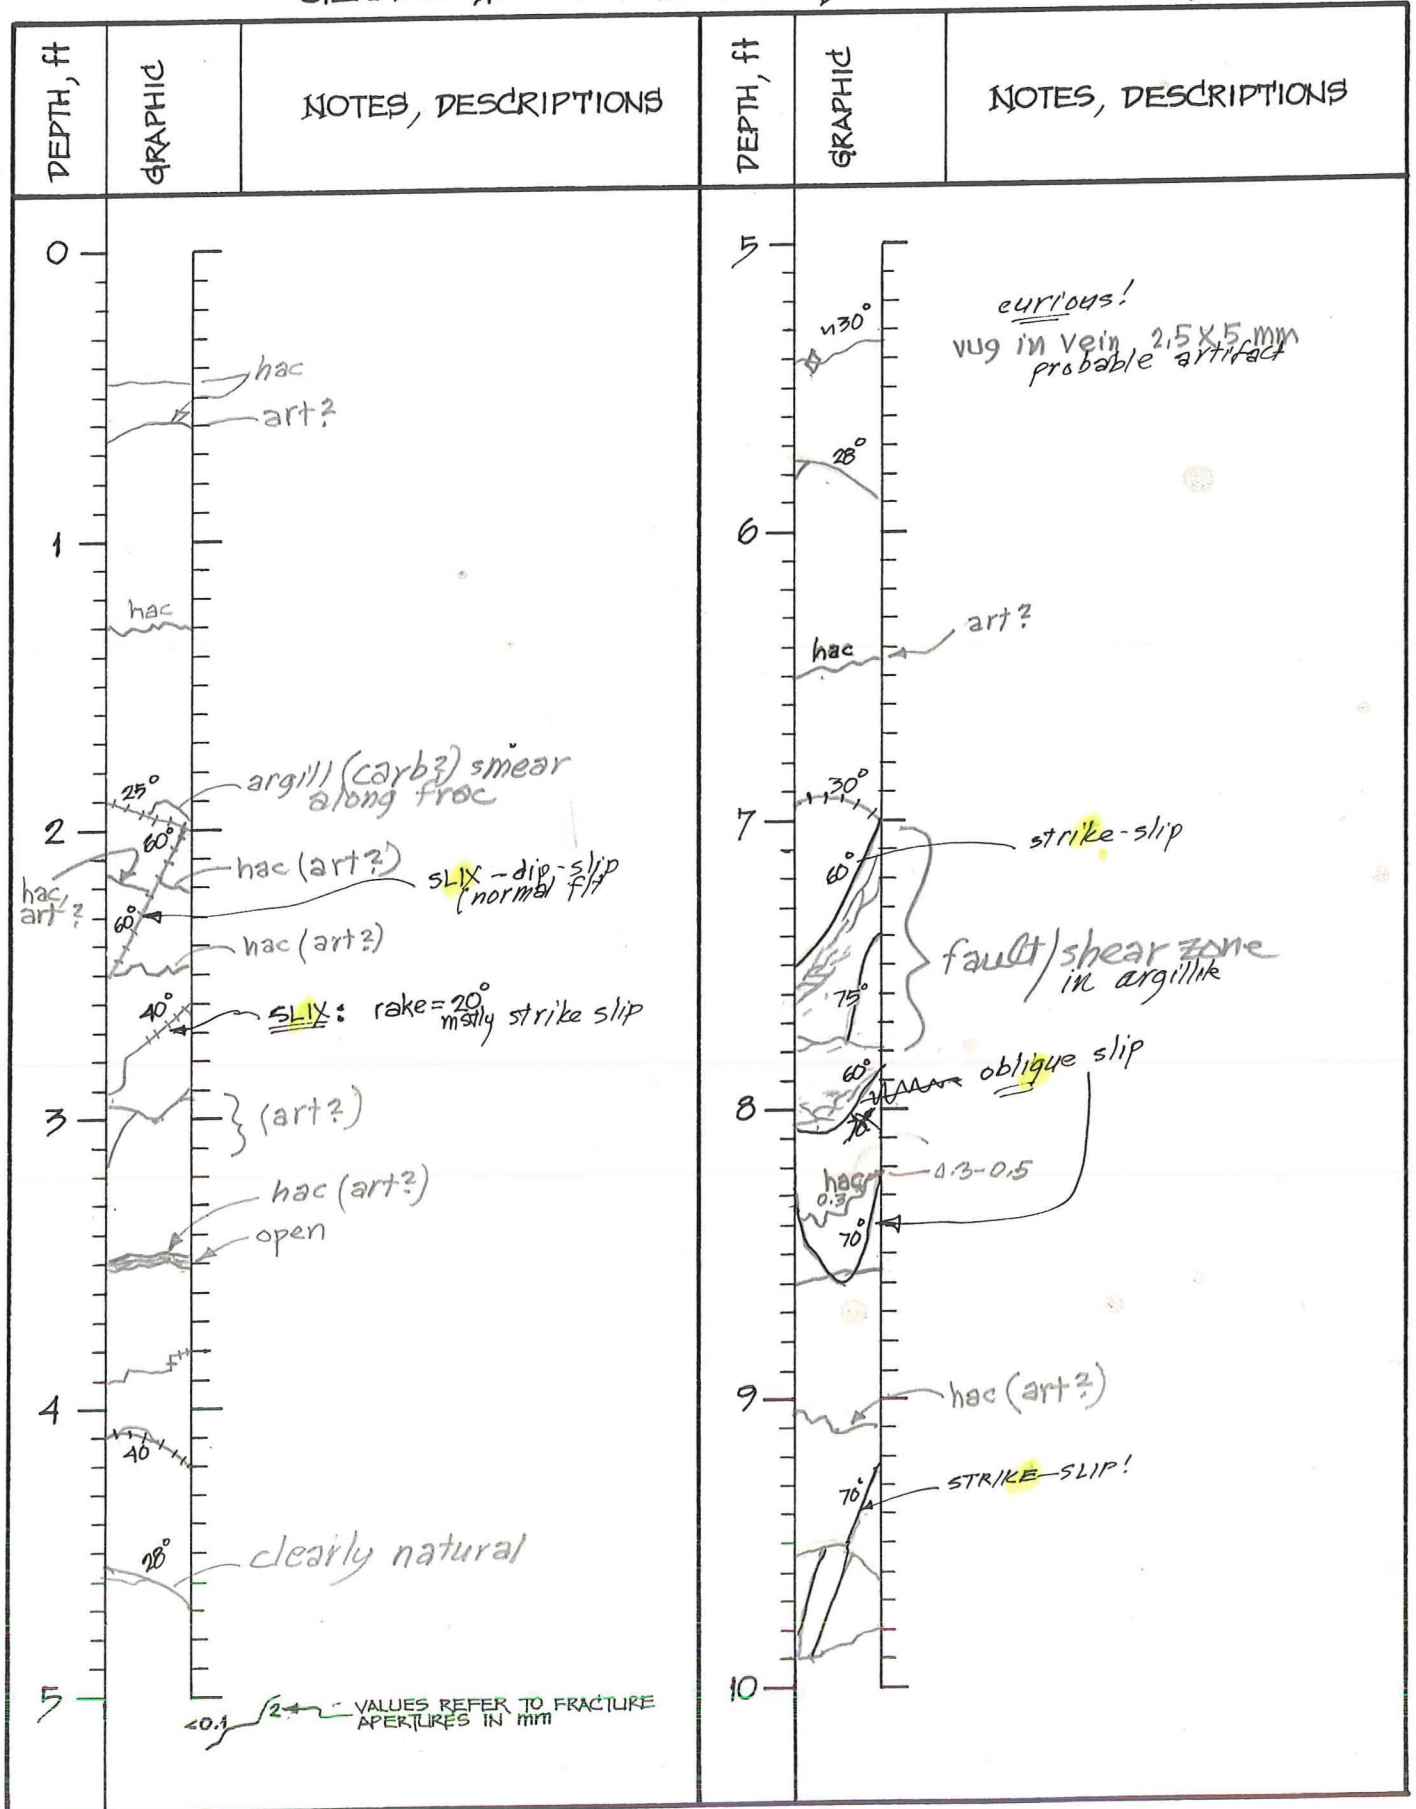 DEPTH, ft
GRAPHIC
NOTES, DESCRIPTIONS
0
hac
art?
1
hac
25°
argill (carb?) smear
along frac
2
60°
hac (art?)
hac,
art?
SLIX - dip-slip
(normal flt
60°
hac (art?)
40°
SLIX: rake=20°
mstly strike slip
3
(art?)
hac (art?)
open
4
40
28°
clearly natural
5
<0.1
2
VALUES REFER TO FRACTURE
APERTURES IN mm
DEPTH, ft
GRAPHIC
NOTES, DESCRIPTIONS
5
curious!
~30°
vug in vein 2.5X5 mm
probable artifact
28°
6
art?
hac
30°
7
strike-slip
60°
fault/shear zone
in argillite
75°
60°
oblique slip
8
hac
0.3-0.5
0.3
70°
9
hac (art?)
70°
STRIKE-SLIP!
10